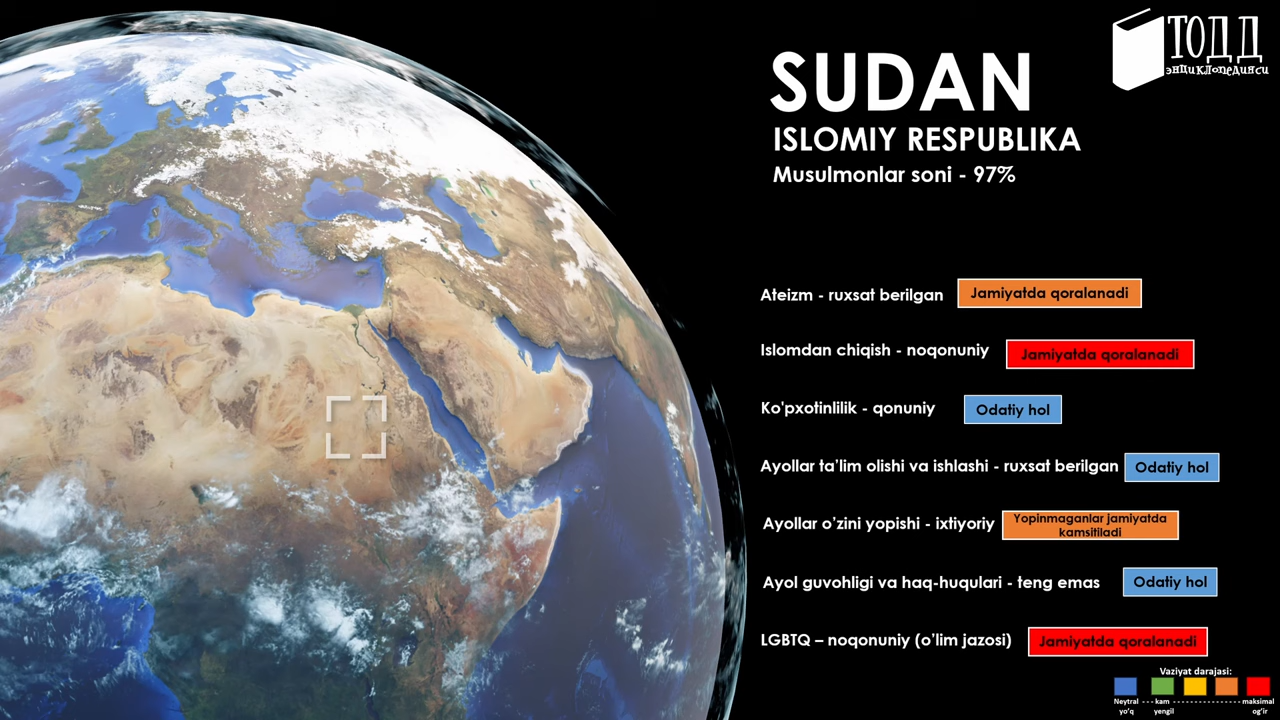 ТОДД
энциклопедияси
SUDAN
ISLOMIY RESPUBLIKA
Musulmonlar soni - 97%
Ateizm - ruxsat berilgan Jamiyatda qoralanadi
Islomdan chiqish - noqonuniy Jamiyatda qoralanadi
Ko'pxotinlilik - qonuniy Odatiy hol
Ayollar ta’lim olishi va ishlashi - ruxsat berilgan Odatiy hol
Ayollar o’zini yopishi - ixtiyoriy Yopinmaganlar jamiyatda
kamsitiladi
Ayol guvohligi va haq-huqulari - teng emas Odatiy hol
LGBTQ – noqonuniy (o’lim jazosi) Jamiyatda qoralanadi
Vaziyat darajasi:
Neytral - - - kam - - - - - - - - - - - - - - - - maksimal
yo’q yengil og’ir